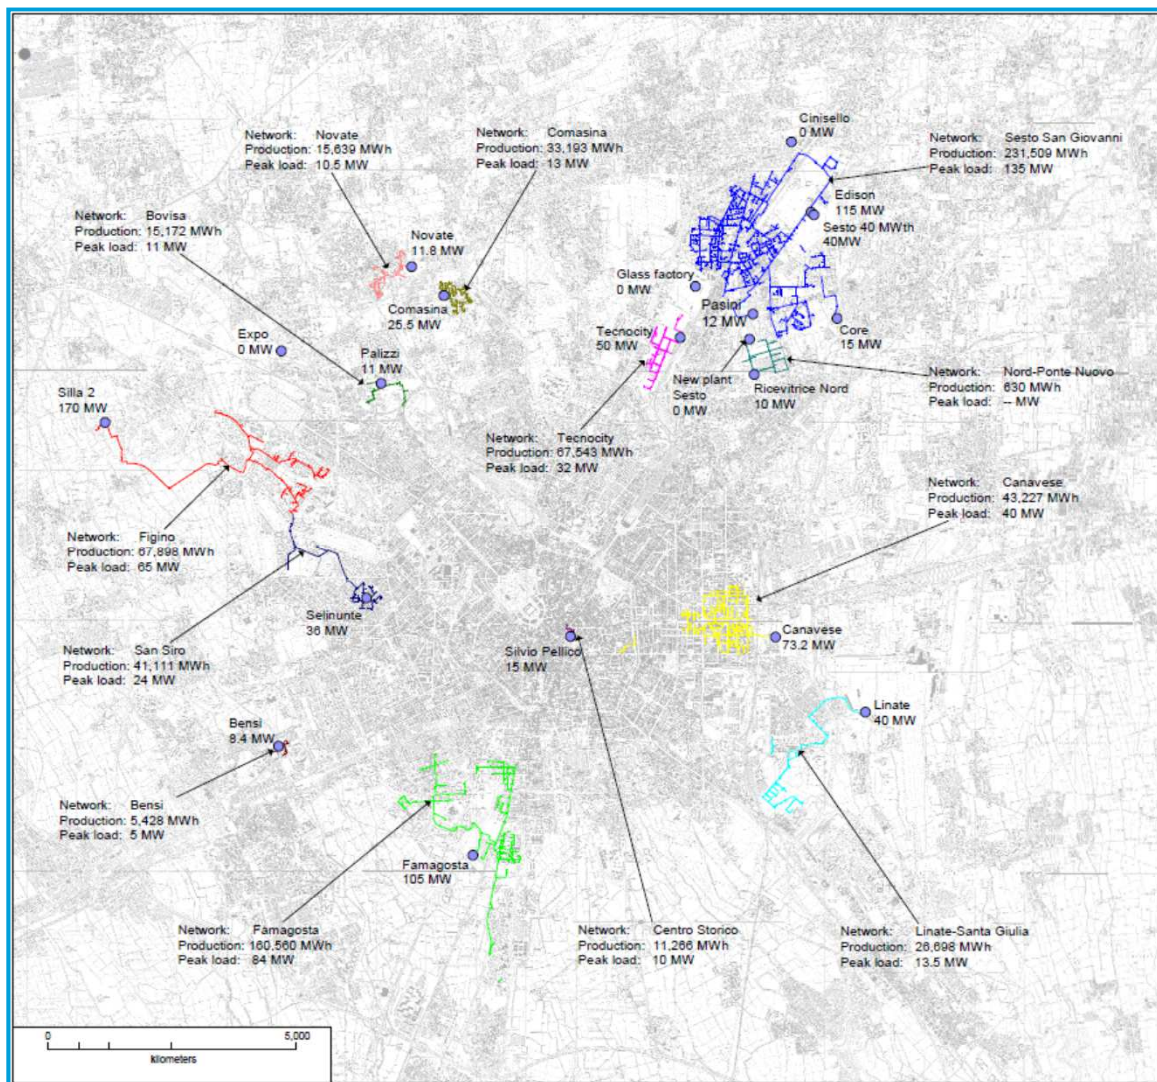 Cinisello
0 MW
Network: Novate
Production: 15,639 MWh
Peak load: 10.5 MW
Network: Comasina
Production: 33,193 MWh
Peak load: 13 MW
Network: Sesto San Giovanni
Production: 231,509 MWh
Peak load: 135 MW
Edison
115 MW
Sesto 40 MWth
40MW
Network: Bovisa
Production: 15,172 MWh
Peak load: 11 MW
Novate
11.8 MW
Comasina
25.5 MW
Glass factory
0 MW
Pasini
12 MW
Core
15 MW
Expo
0 MW
Palizzi
11 MW
Tecnocity
50 MW
New plant
Sesto
0 MW
Ricevitrice Nord
10 MW
Network: Nord-Ponte Nuovo
Production: 630 MWh
Peak load: -- MW
Silla 2
170 MW
Network: Tecnocity
Production: 67,543 MWh
Peak load: 32 MW
Network: Canavese
Production: 43,227 MWh
Peak load: 40 MW
Network: Figino
Production: 67,898 MWh
Peak load: 65 MW
Selinunte
36 MW
Silvio Pellico
15 MW
Canavese
73.2 MW
Network: San Siro
Production: 41,111 MWh
Peak load: 24 MW
Linate
40 MW
Bensi
8.4 MW
Network: Bensi
Production: 5,428 MWh
Peak load: 5 MW
Famagosta
105 MW
Network: Famagosta
Production: 160,560 MWh
Peak load: 84 MW
Network: Centro Storico
Production: 11,266 MWh
Peak load: 10 MW
Network: Linate-Santa Giulia
Production: 26,698 MWh
Peak load: 13.5 MW
0 5,000
kilometers